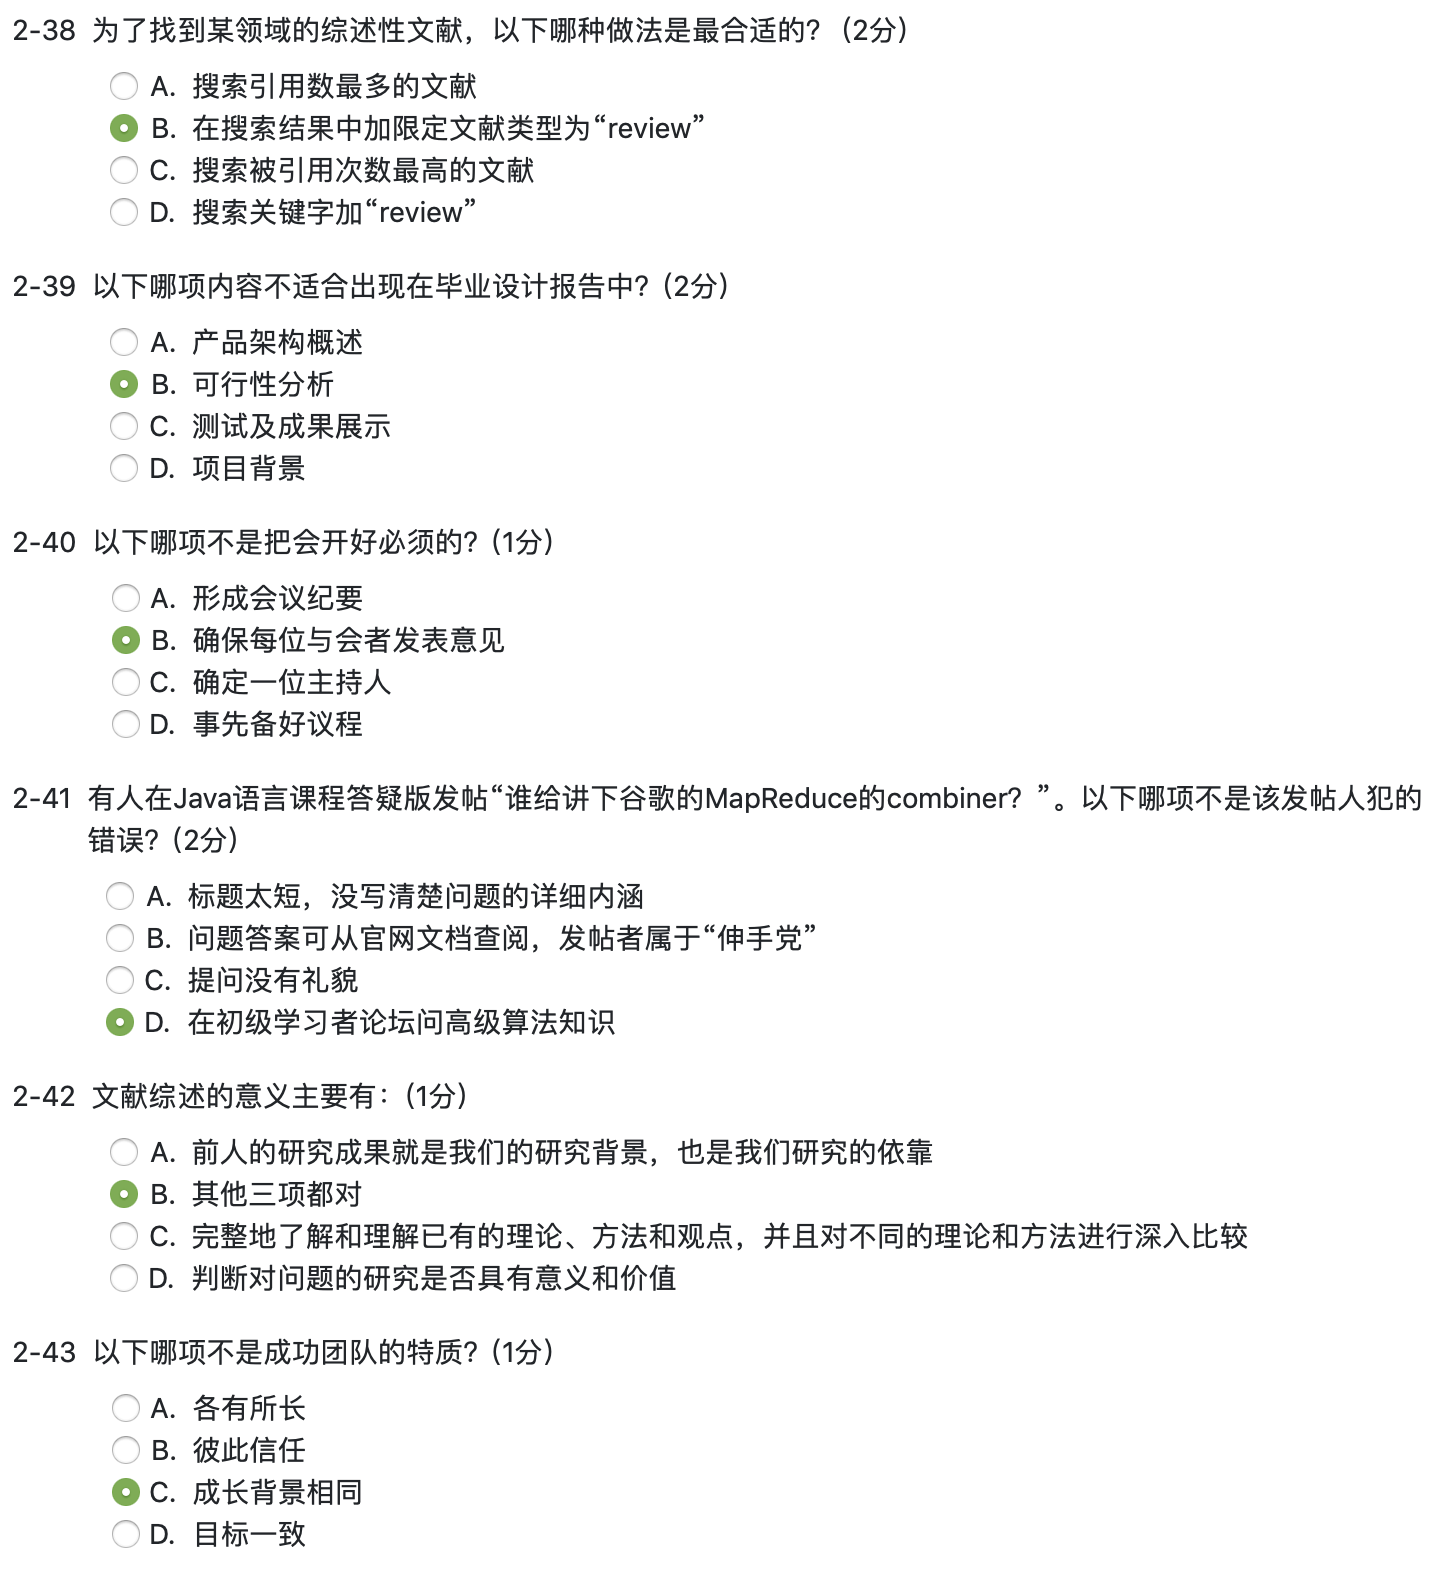 2-38 为了找到某领域的综述性文献，以下哪种做法是最合适的？（2分）
A. 搜索引用数最多的文献
B. 在搜索结果中加限定文献类型为“review”
C. 搜索被引用次数最高的文献
D. 搜索关键字加“review”
2-39 以下哪项内容不适合出现在毕业设计报告中？（2分）
A. 产品架构概述
B. 可行性分析
C. 测试及成果展示
D. 项目背景
2-40 以下哪项不是把会开好必须的？（1分）
A. 形成会议纪要
B. 确保每位与会者发表意见
C. 确定一位主持人
D. 事先备好议程
2-41 有人在Java语言课程答疑版发帖“谁给讲下谷歌的MapReduce的combiner？”。以下哪项不是该发帖人犯的
错误？（2分）
A. 标题太短，没写清楚问题的详细内涵
B. 问题答案可从官网文档查阅，发帖者属于“伸手党”
C. 提问没有礼貌
D. 在初级学习者论坛问高级算法知识
2-42 文献综述的意义主要有：（1分）
A. 前人的研究成果就是我们的研究背景，也是我们研究的依靠
B. 其他三项都对
C. 完整地了解和理解已有的理论、方法和观点，并且对不同的理论和方法进行深入比较
D. 判断对问题的研究是否具有意义和价值
2-43 以下哪项不是成功团队的特质？（1分）
A. 各有所长
B. 彼此信任
C. 成长背景相同
D. 目标一致